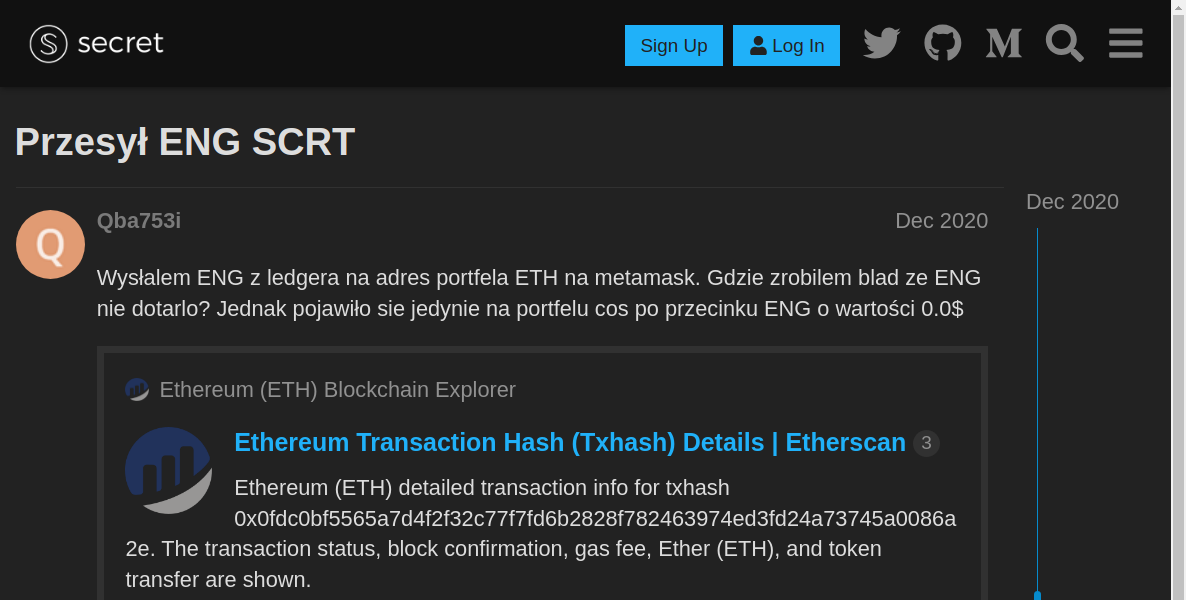 secret
Sign Up
Log In
Przesył ENG SCRT
Dec 2020
Qba753i
Dec 2020
Wysłalem ENG z ledgera na adres portfela ETH na metamask. Gdzie zrobilem blad ze ENG
nie dotarlo? Jednak pojawiło sie jedynie na portfelu cos po przecinku ENG o wartości 0.0$
Ethereum (ETH) Blockchain Explorer
Ethereum Transaction Hash (Txhash) Details | Etherscan 3
Ethereum (ETH) detailed transaction info for txhash
0x0fdc0bf5565a7d4f2f32c77f7fd6b2828f782463974ed3fd24a73745a0086a
2e. The transaction status, block confirmation, gas fee, Ether (ETH), and token
transfer are shown.